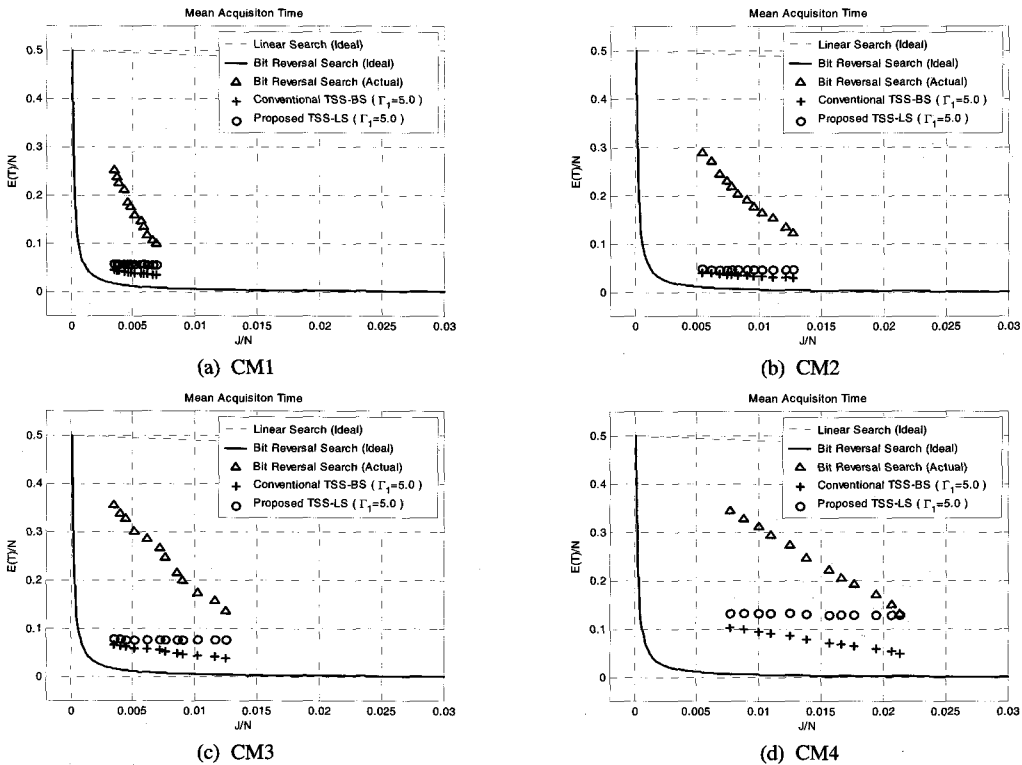 Mean Acquisiton Time
Linear Search (Ideal)
Bit Reversal Search (Ideal)
Bit Reversal Search (Actual)
Conventional TSS-BS ( Γ₁=5.0 )
Proposed TSS-LS ( Γ₁=5.0 )
E(T)/N
0.5
0.4
0.3
0.2
0.1
0
0 0.005 0.01 0.015 0.02 0.025 0.03
J/N
(a) CM1
Mean Acquisiton Time
Linear Search (Ideal)
Bit Reversal Search (Ideal)
Bit Reversal Search (Actual)
Conventional TSS-BS ( Γ₁=5.0 )
Proposed TSS-LS ( Γ₁=5.0 )
E(T)/N
0.5
0.4
0.3
0.2
0.1
0
0 0.005 0.01 0.015 0.02 0.025 0.03
J/N
(b) CM2
Mean Acquisiton Time
Linear Search (Ideal)
Bit Reversal Search (Ideal)
Bit Reversal Search (Actual)
Conventional TSS-BS ( Γ₁=5.0 )
Proposed TSS-LS ( Γ₁=5.0 )
E(T)/N
0.5
0.4
0.3
0.2
0.1
0
0 0.005 0.01 0.015 0.02 0.025 0.03
J/N
(c) CM3
Mean Acquisiton Time
Linear Search (Ideal)
Bit Reversal Search (Ideal)
Bit Reversal Search (Actual)
Conventional TSS-BS ( Γ₁=5.0 )
Proposed TSS-LS ( Γ₁=5.0 )
E(T)/N
0.5
0.4
0.3
0.2
0.1
0
0 0.005 0.01 0.015 0.02 0.025 0.03
J/N
(d) CM4